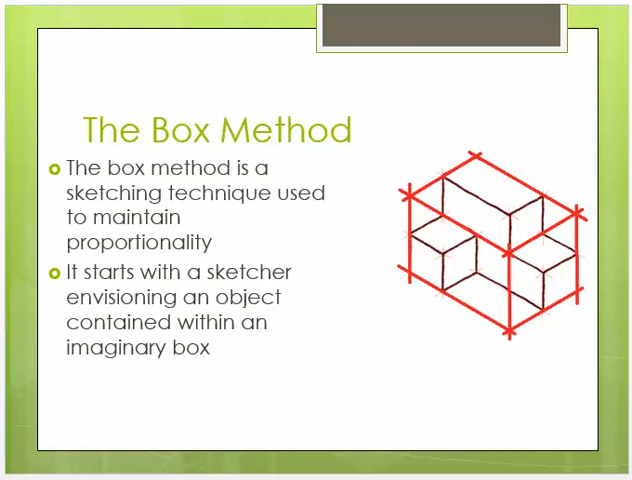 The Box Method
The box method is a
sketching technique used
to maintain
proportionality
It starts with a sketcher
envisioning an object
contained within an
imaginary box